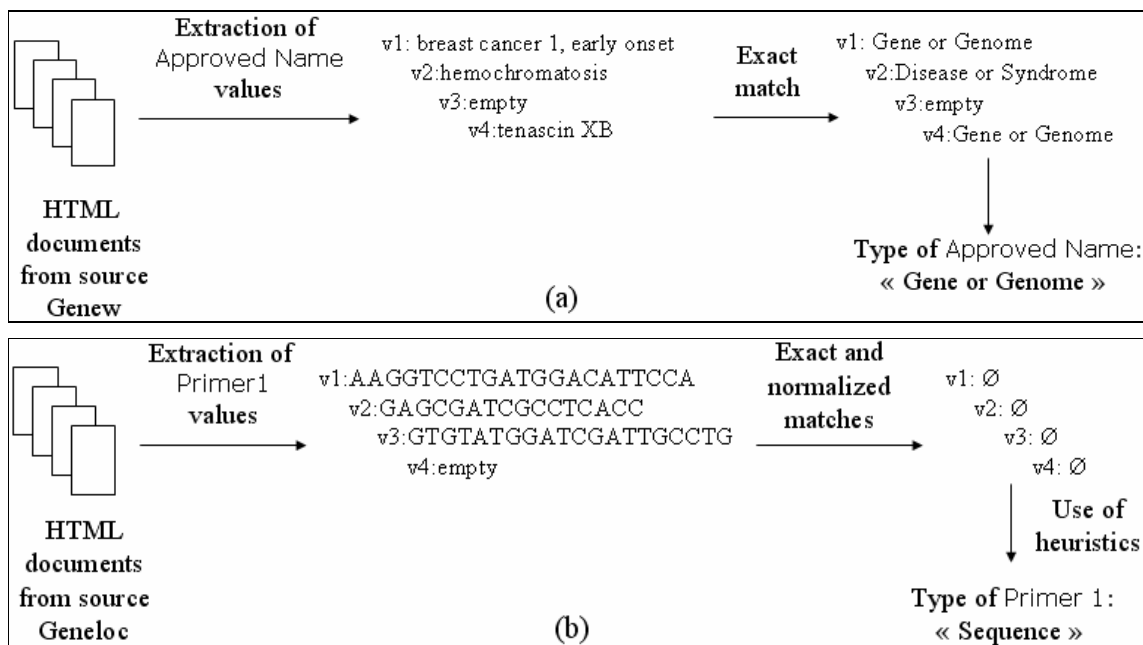 Extraction of
Approved Name
values
v1: breast cancer 1, early onset
v2:hemochromatosis
v3:empty
v4:tenascin XB
Exact
match
v1: Gene or Genome
v2:Disease or Syndrome
v3:empty
v4:Gene or Genome
HTML
documents
from source
Genew
Type of Approved Name:
« Gene or Genome »
(a)
Extraction of
Primer1
values
v1:AAGGTCCTGATGGACATTCCA
v2:GAGCGATCGCCTCACC
v3:GTGTATGGATCGATTGCCTG
v4:empty
Exact and
normalized
matches
v1: Ø
v2: Ø
v3: Ø
v4: Ø
Use of
heuristics
HTML
documents
from source
Geneloc
Type of Primer 1:
« Sequence »
(b)